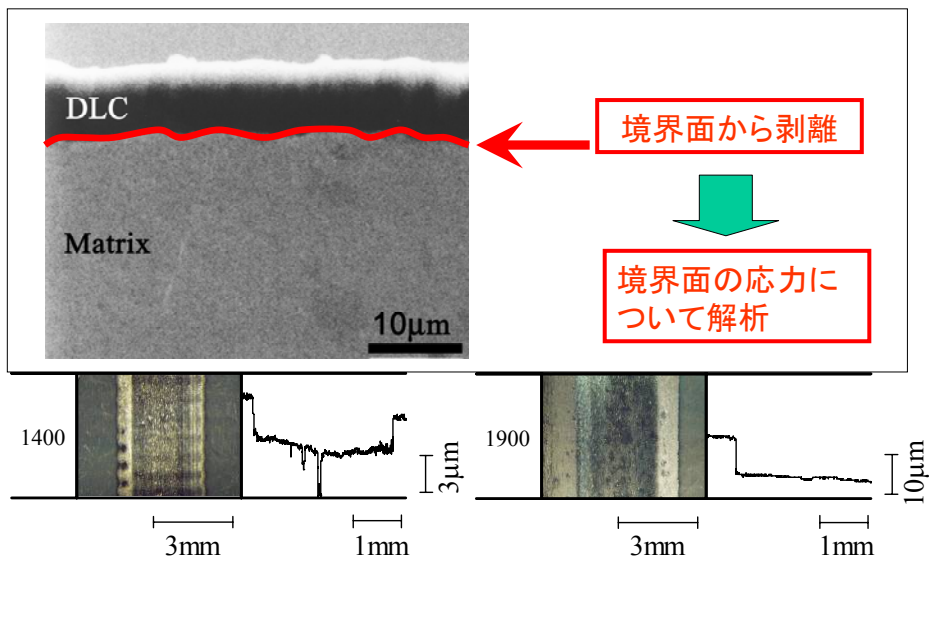 DLC
境界面から剥離
Matrix
境界面の応力に
ついて解析
10μm
1400
3μm
1900
10μm
3mm
1mm
3mm
1mm